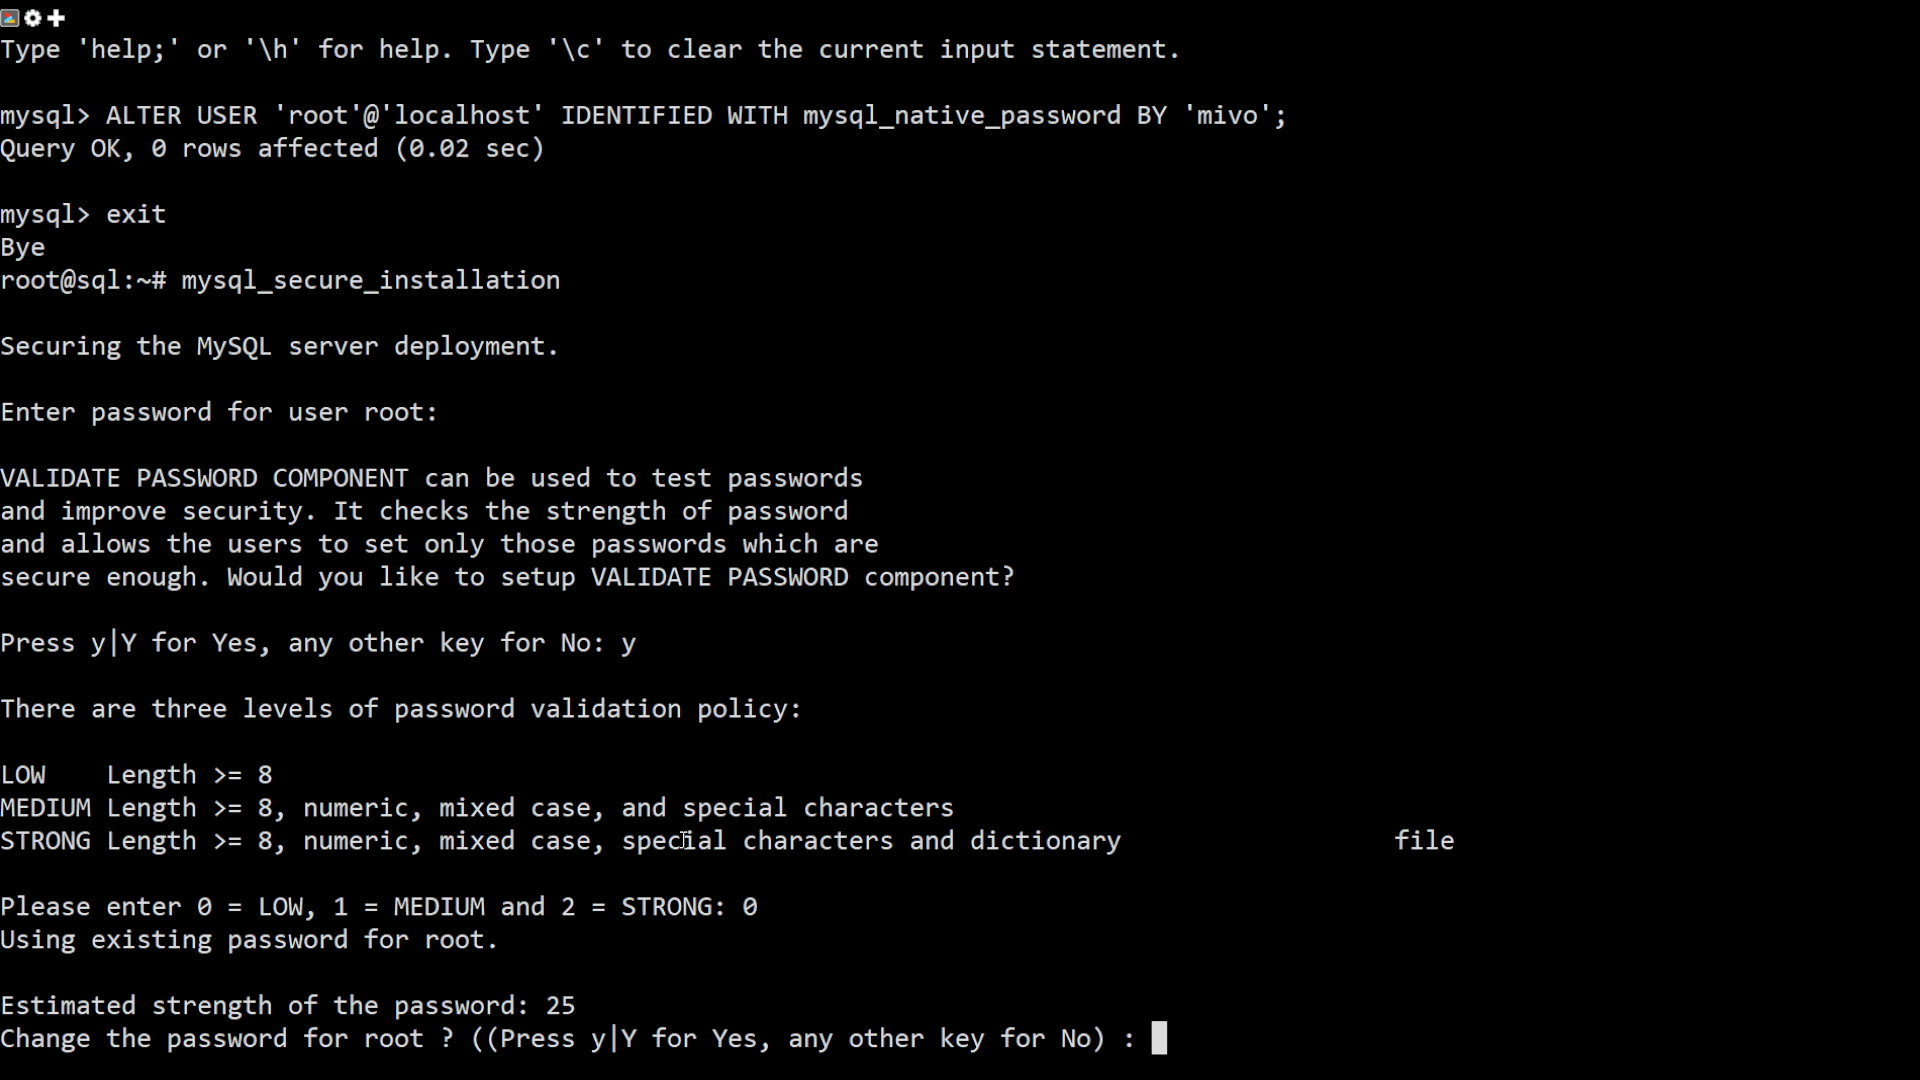 Type 'help;' or '\h' for help. Type '\c' to clear the current input statement.
mysql> ALTER USER 'root'@'localhost' IDENTIFIED WITH mysql_native_password BY 'mivo';
Query OK, 0 rows affected (0.02 sec)
mysql> exit
Bye
root@sql:~# mysql_secure_installation
Securing the MySQL server deployment.
Enter password for user root:
VALIDATE PASSWORD COMPONENT can be used to test passwords
and improve security. It checks the strength of password
and allows the users to set only those passwords which are
secure enough. Would you like to setup VALIDATE PASSWORD component?
Press y|Y for Yes, any other key for No: y
There are three levels of password validation policy:
LOW    Length >= 8
MEDIUM Length >= 8, numeric, mixed case, and special characters
STRONG Length >= 8, numeric, mixed case, special characters and dictionary                  file
Please enter 0 = LOW, 1 = MEDIUM and 2 = STRONG: 0
Using existing password for root.
Estimated strength of the password: 25
Change the password for root ? ((Press y|Y for Yes, any other key for No) :